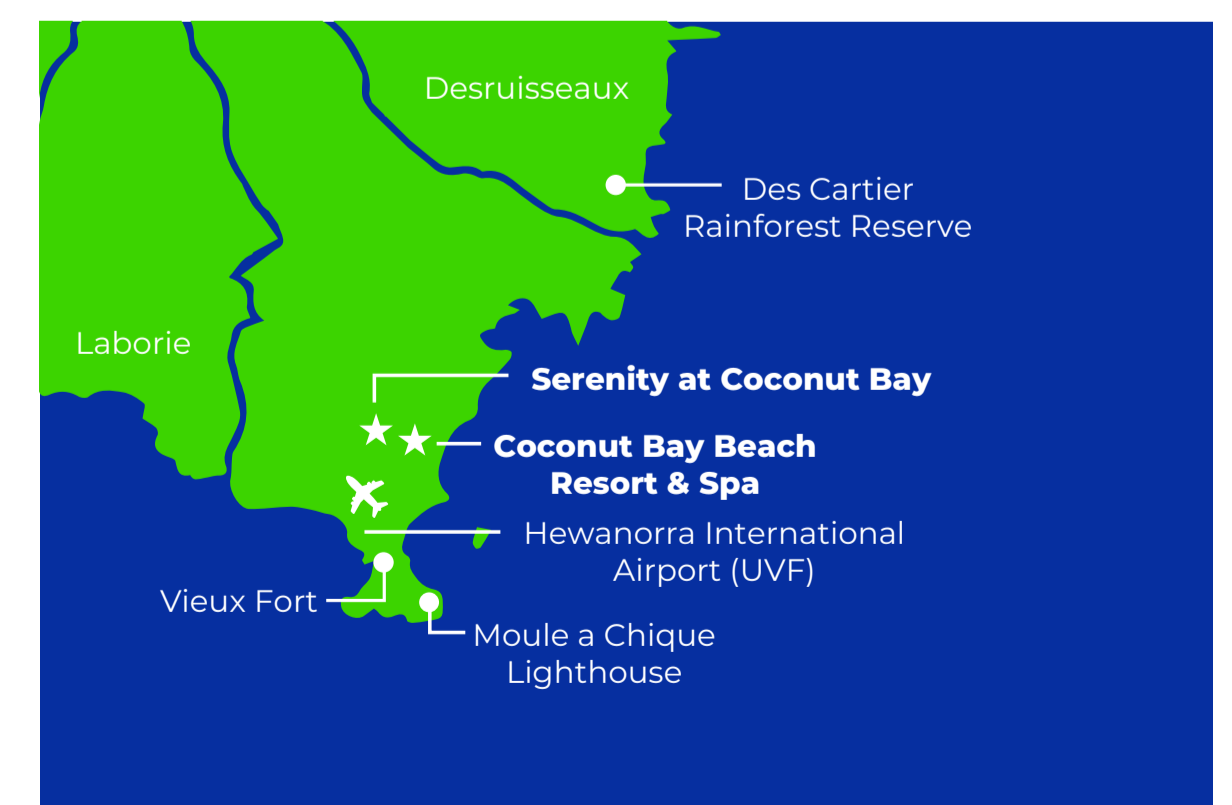 Desruisseaux
Des Cartier
Rainforest Reserve
Laborie
Serenity at Coconut Bay
Coconut Bay Beach
Resort & Spa
Hewanorra International
Airport (UVF)
Vieux Fort
Moule a Chique
Lighthouse